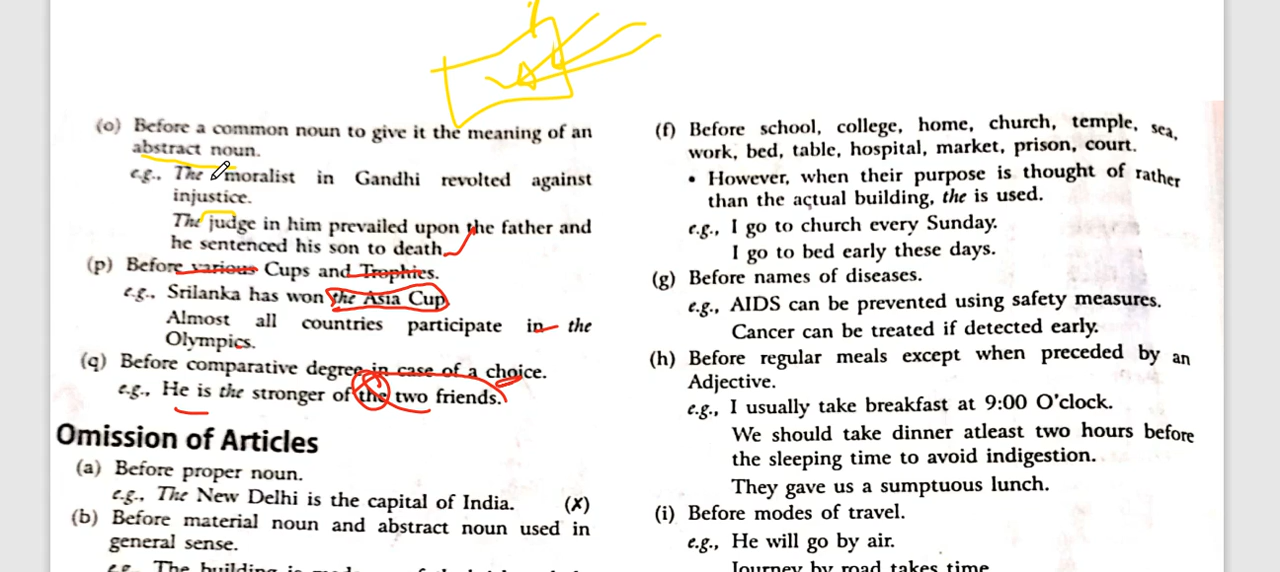 (o) Before a common noun to give it the meaning of an
abstract noun.
e.g., The moralist in Gandhi revolted against
injustice.
The judge in him prevailed upon the father and
he sentenced his son to death.
(p) Before various Cups and Trophies.
e.g., Srilanka has won the Asia Cup
Almost all countries participate in the
Olympics.
(q) Before comparative degree in case of a choice.
e.g., He is the stronger of the two friends.
Omission of Articles
(a) Before proper noun.
e.g., The New Delhi is the capital of India. (✗)
(b) Before material noun and abstract noun used in
general sense.
e.g. The building is
(f) Before school, college, home, church, temple, sea,
work, bed, table, hospital, market, prison, court.
• However, when their purpose is thought of rather
than the actual building, the is used.
e.g., I go to church every Sunday.
I go to bed early these days.
(g) Before names of diseases.
e.g., AIDS can be prevented using safety measures.
Cancer can be treated if detected early.
(h) Before regular meals except when preceded by an
Adjective.
e.g., I usually take breakfast at 9:00 O'clock.
We should take dinner atleast two hours before
the sleeping time to avoid indigestion.
They gave us a sumptuous lunch.
(i) Before modes of travel.
e.g., He will go by air.
Journey by road takes time